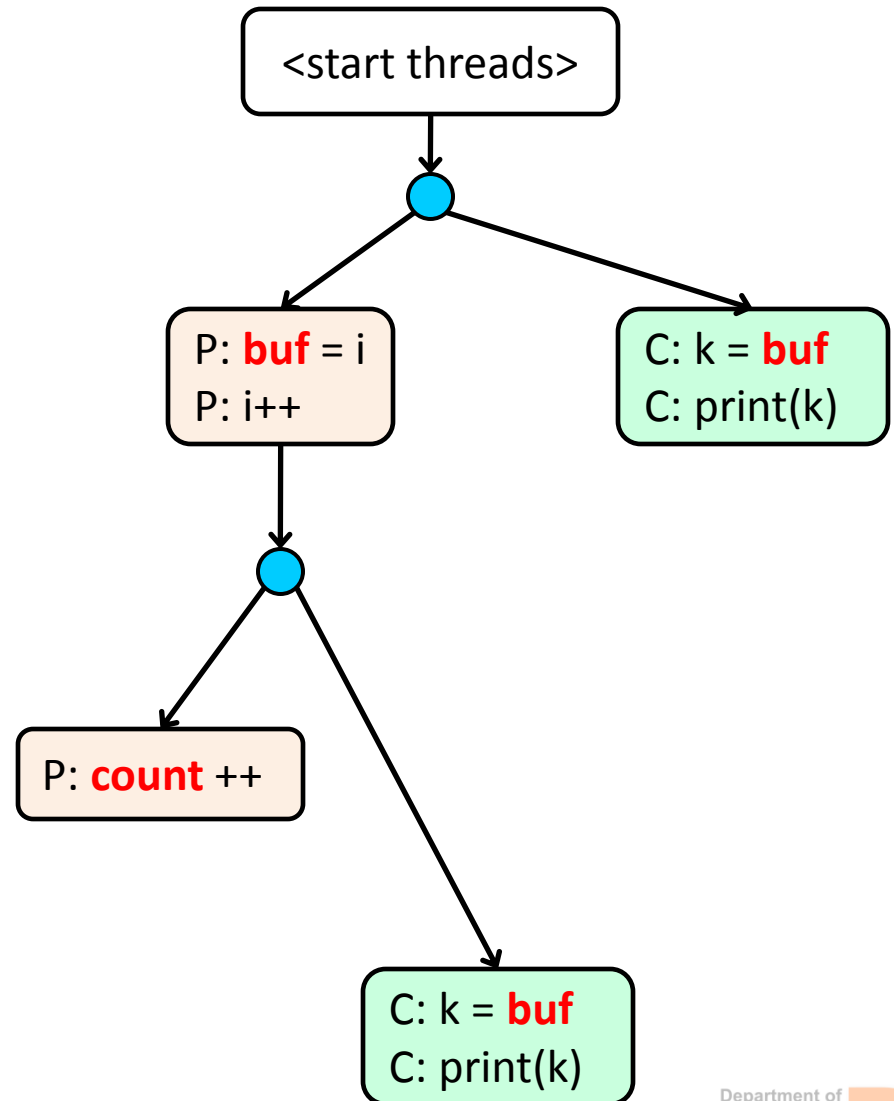 <start threads>
P: buf = i
P: i++
C: k = buf
C: print(k)
P: count ++
C: k = buf
C: print(k)
Department of